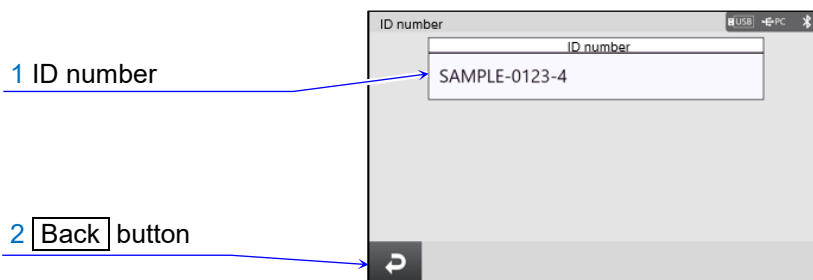 ID number
USB PC
ID number
1 ID number
SAMPLE-0123-4
2 Back button